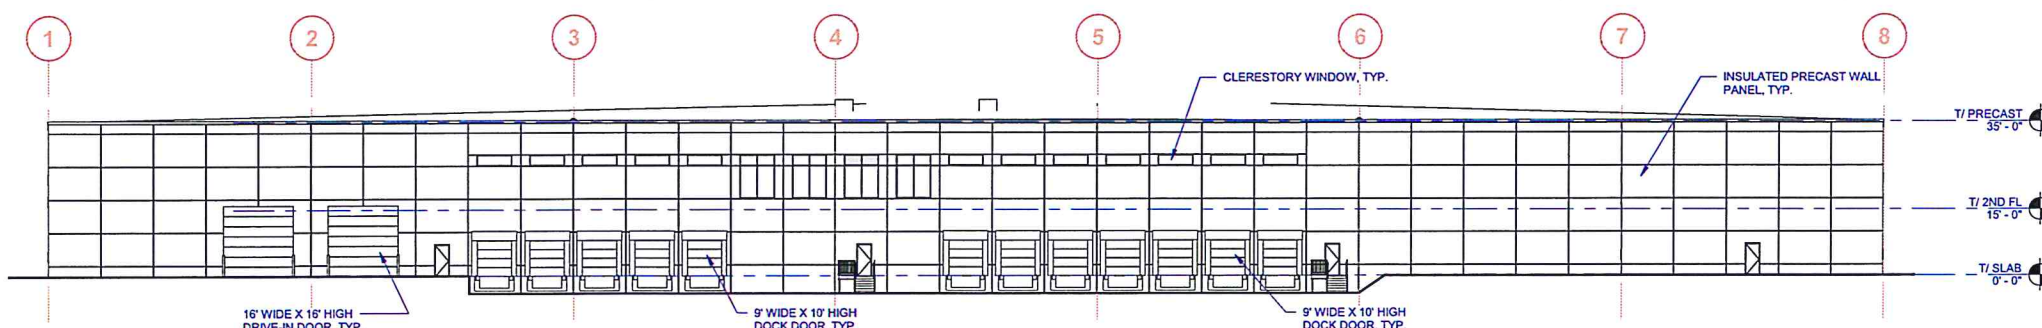 1
2
3
4
5
6
7
8
CLERESTORY WINDOW, TYP.
INSULATED PRECAST WALL
PANEL, TYP.
T/ PRECAST
35' - 0"
T/ 2ND FL
15' - 0"
T/ SLAB
0' - 0"
16' WIDE X 16' HIGH
DRIVE-IN DOOR, TYP.
9' WIDE X 10' HIGH
DOCK DOOR, TYP.
9' WIDE X 10' HIGH
DOCK DOOR, TYP.